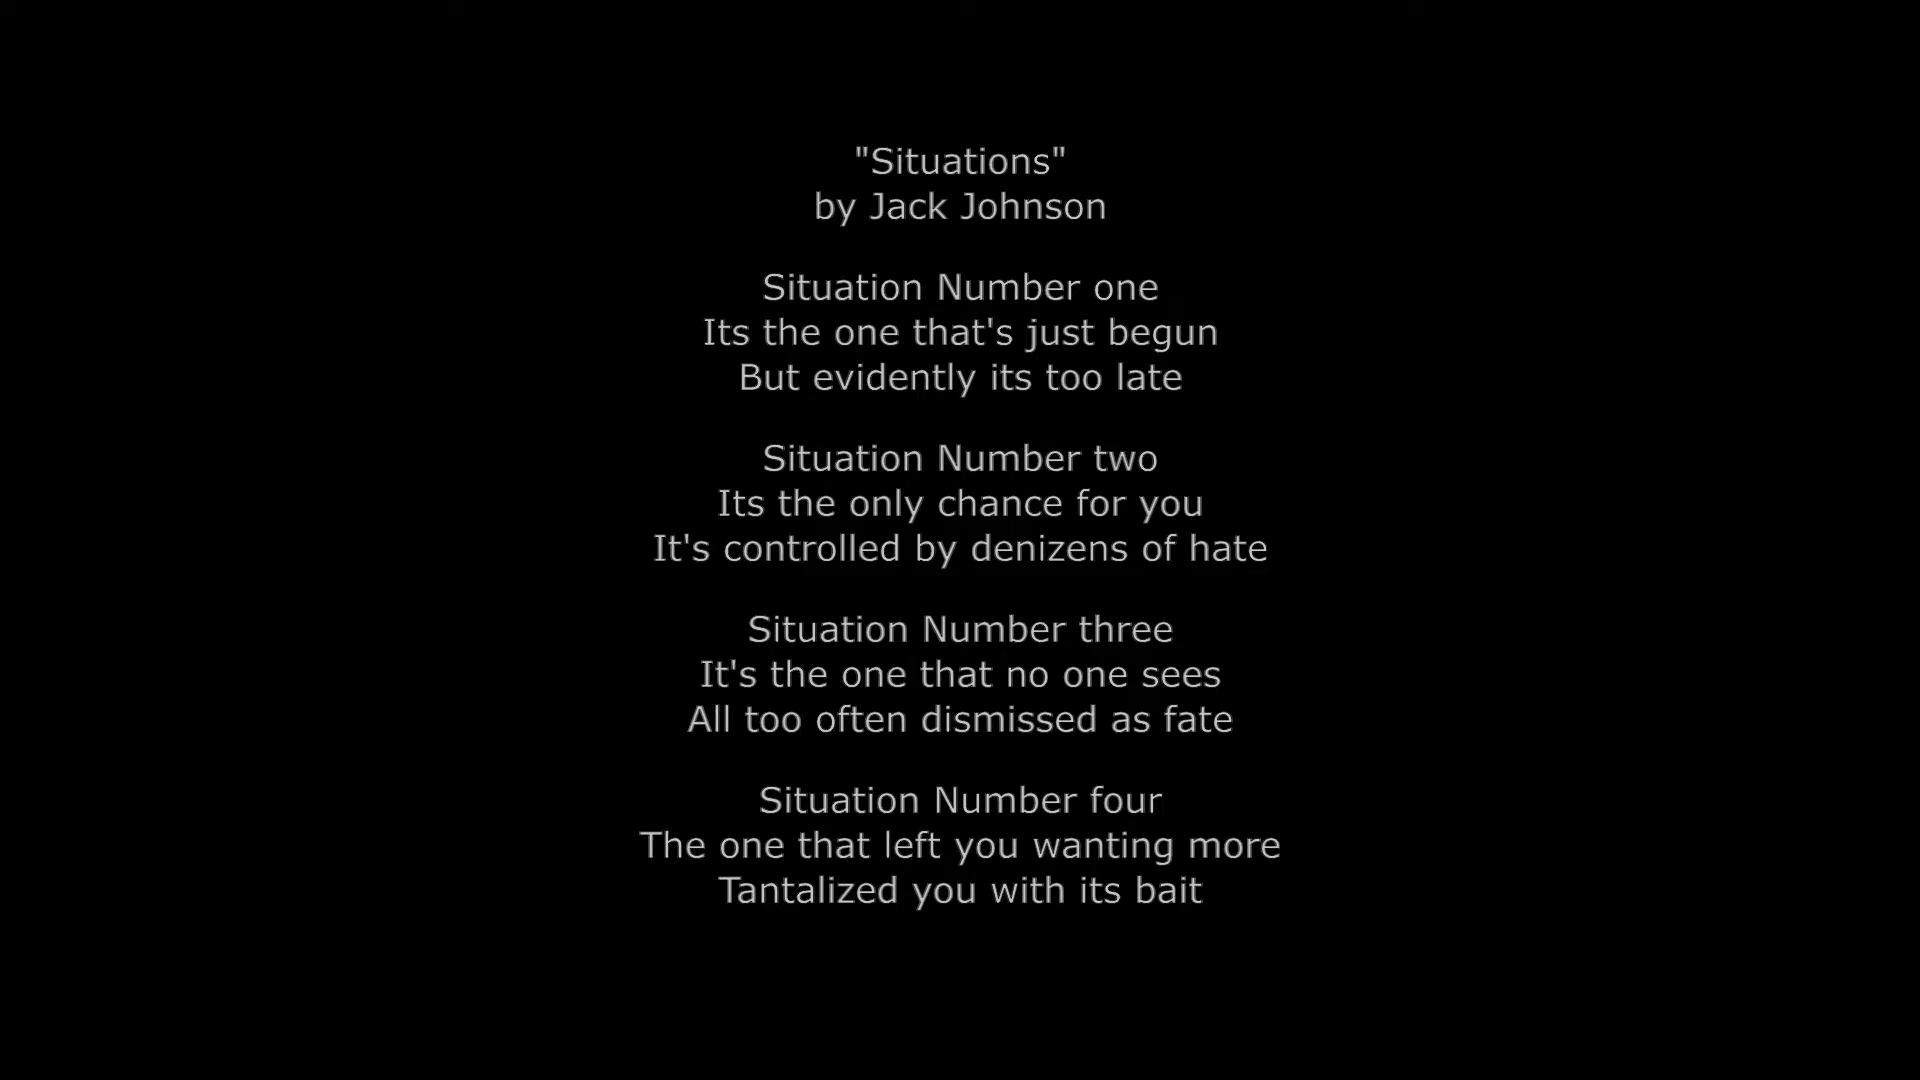 "Situations"
by Jack Johnson
Situation Number one
Its the one that's just begun
But evidently its too late
Situation Number two
Its the only chance for you
It's controlled by denizens of hate
Situation Number three
It's the one that no one sees
All too often dismissed as fate
Situation Number four
The one that left you wanting more
Tantalized you with its bait